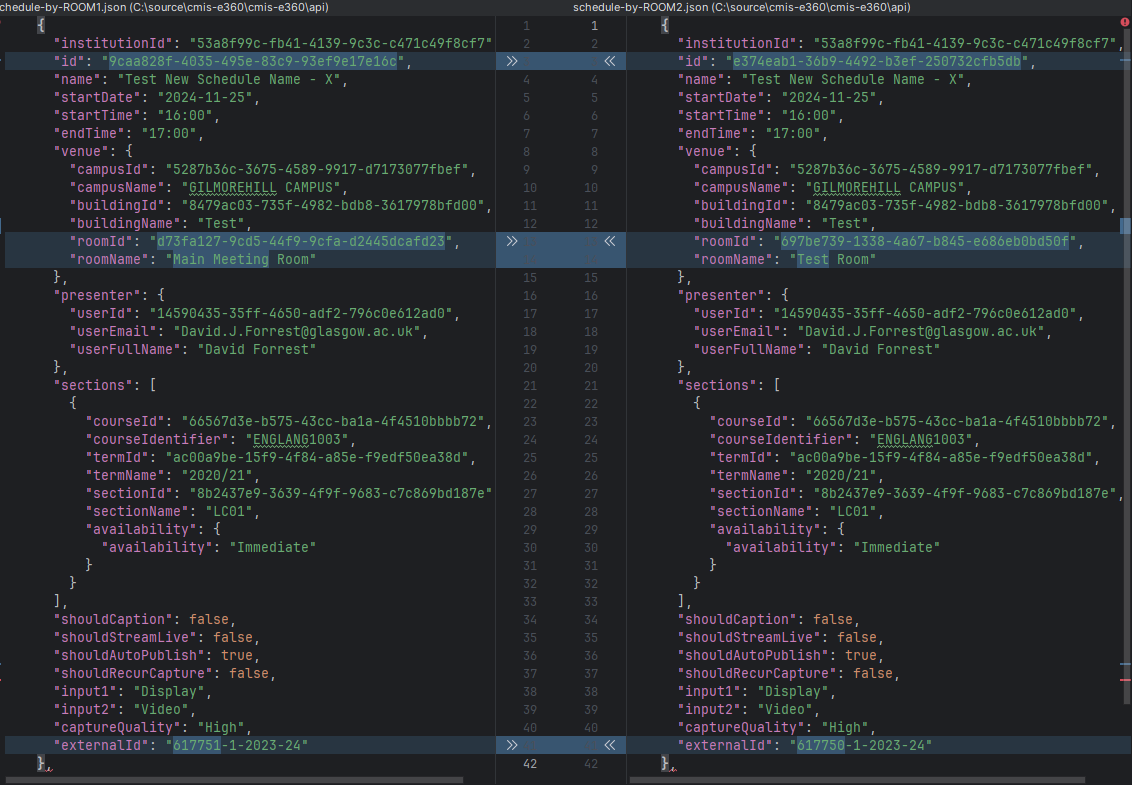 chedule-by-ROOM1.json (C:\source\cmis-e360\cmis-e360\api)
{
"institutionId": "53a8f99c-fb41-4139-9c3c-c471c49f8cf7"
"id": "9caa828f-4035-495e-83c9-93ef9e17e16c",
"name": "Test New Schedule Name - X",
"startDate": "2024-11-25",
"startTime": "16:00",
"endTime": "17:00",
"venue": {
"campusId": "5287b36c-3675-4589-9917-d7173077fbef",
"campusName": "GILMOREHILL CAMPUS",
"buildingId": "8479ac03-735f-4982-bdb8-3617978bfd00",
"buildingName": "Test",
"roomId": "d73fa127-9cd5-44f9-9cfa-d2445dcafd23",
"roomName": "Main Meeting Room"
},
"presenter": {
"userId": "14590435-35ff-4650-adf2-796c0e612ad0",
"userEmail": "David.J.Forrest@glasgow.ac.uk",
"userFullName": "David Forrest"
},
"sections": [
{
"courseId": "66567d3e-b575-43cc-ba1a-4f4510bbbb72",
"courseIdentifier": "ENGLANG1003",
"termId": "ac00a9be-15f9-4f84-a85e-f9edf50ea38d",
"termName": "2020/21",
"sectionId": "8b2437e9-3639-4f9f-9683-c7c869bd187e"
"sectionName": "LC01",
"availability": {
"availability": "Immediate"
}
}
],
"shouldCaption": false,
"shouldStreamLive": false,
"shouldAutoPublish": true,
"shouldRecurCapture": false,
"input1": "Display",
"input2": "Video",
"captureQuality": "High",
"externalId": "617751-1-2023-24"
},
1 1
2 2
» «
4 4
5 5
6 6
7 7
8 8
9 9
10 10
11 11
12 12
» «
15 15
16 16
17 17
18 18
19 19
20 20
21 21
22 22
23 23
24 24
25 25
26 26
27 27
28 28
29 29
30 30
31 31
32 32
33 33
34 34
35 35
36 36
37 37
38 38
39 39
40 40
» «
42 42
schedule-by-ROOM2.json (C:\source\cmis-e360\cmis-e360\api)
{
"institutionId": "53a8f99c-fb41-4139-9c3c-c471c49f8cf7",
"id": "e374eab1-36b9-4492-b3ef-250732cfb5db",
"name": "Test New Schedule Name - X",
"startDate": "2024-11-25",
"startTime": "16:00",
"endTime": "17:00",
"venue": {
"campusId": "5287b36c-3675-4589-9917-d7173077fbef",
"campusName": "GILMOREHILL CAMPUS",
"buildingId": "8479ac03-735f-4982-bdb8-3617978bfd00",
"buildingName": "Test",
"roomId": "697be739-1338-4a67-b845-e686eb0bd50f",
"roomName": "Test Room"
},
"presenter": {
"userId": "14590435-35ff-4650-adf2-796c0e612ad0",
"userEmail": "David.J.Forrest@glasgow.ac.uk",
"userFullName": "David Forrest"
},
"sections": [
{
"courseId": "66567d3e-b575-43cc-ba1a-4f4510bbbb72",
"courseIdentifier": "ENGLANG1003",
"termId": "ac00a9be-15f9-4f84-a85e-f9edf50ea38d",
"termName": "2020/21",
"sectionId": "8b2437e9-3639-4f9f-9683-c7c869bd187e",
"sectionName": "LC01",
"availability": {
"availability": "Immediate"
}
}
],
"shouldCaption": false,
"shouldStreamLive": false,
"shouldAutoPublish": true,
"shouldRecurCapture": false,
"input1": "Display",
"input2": "Video",
"captureQuality": "High",
"externalId": "617750-1-2023-24"
},